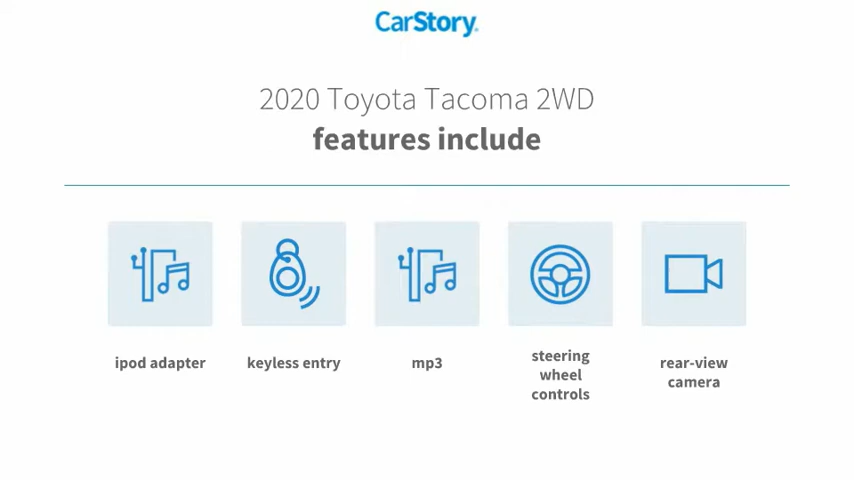 CarStory.
2020 Toyota Tacoma 2WD
features include
ipod adapter
keyless entry
mp3
steering
wheel
controls
rear-view
camera